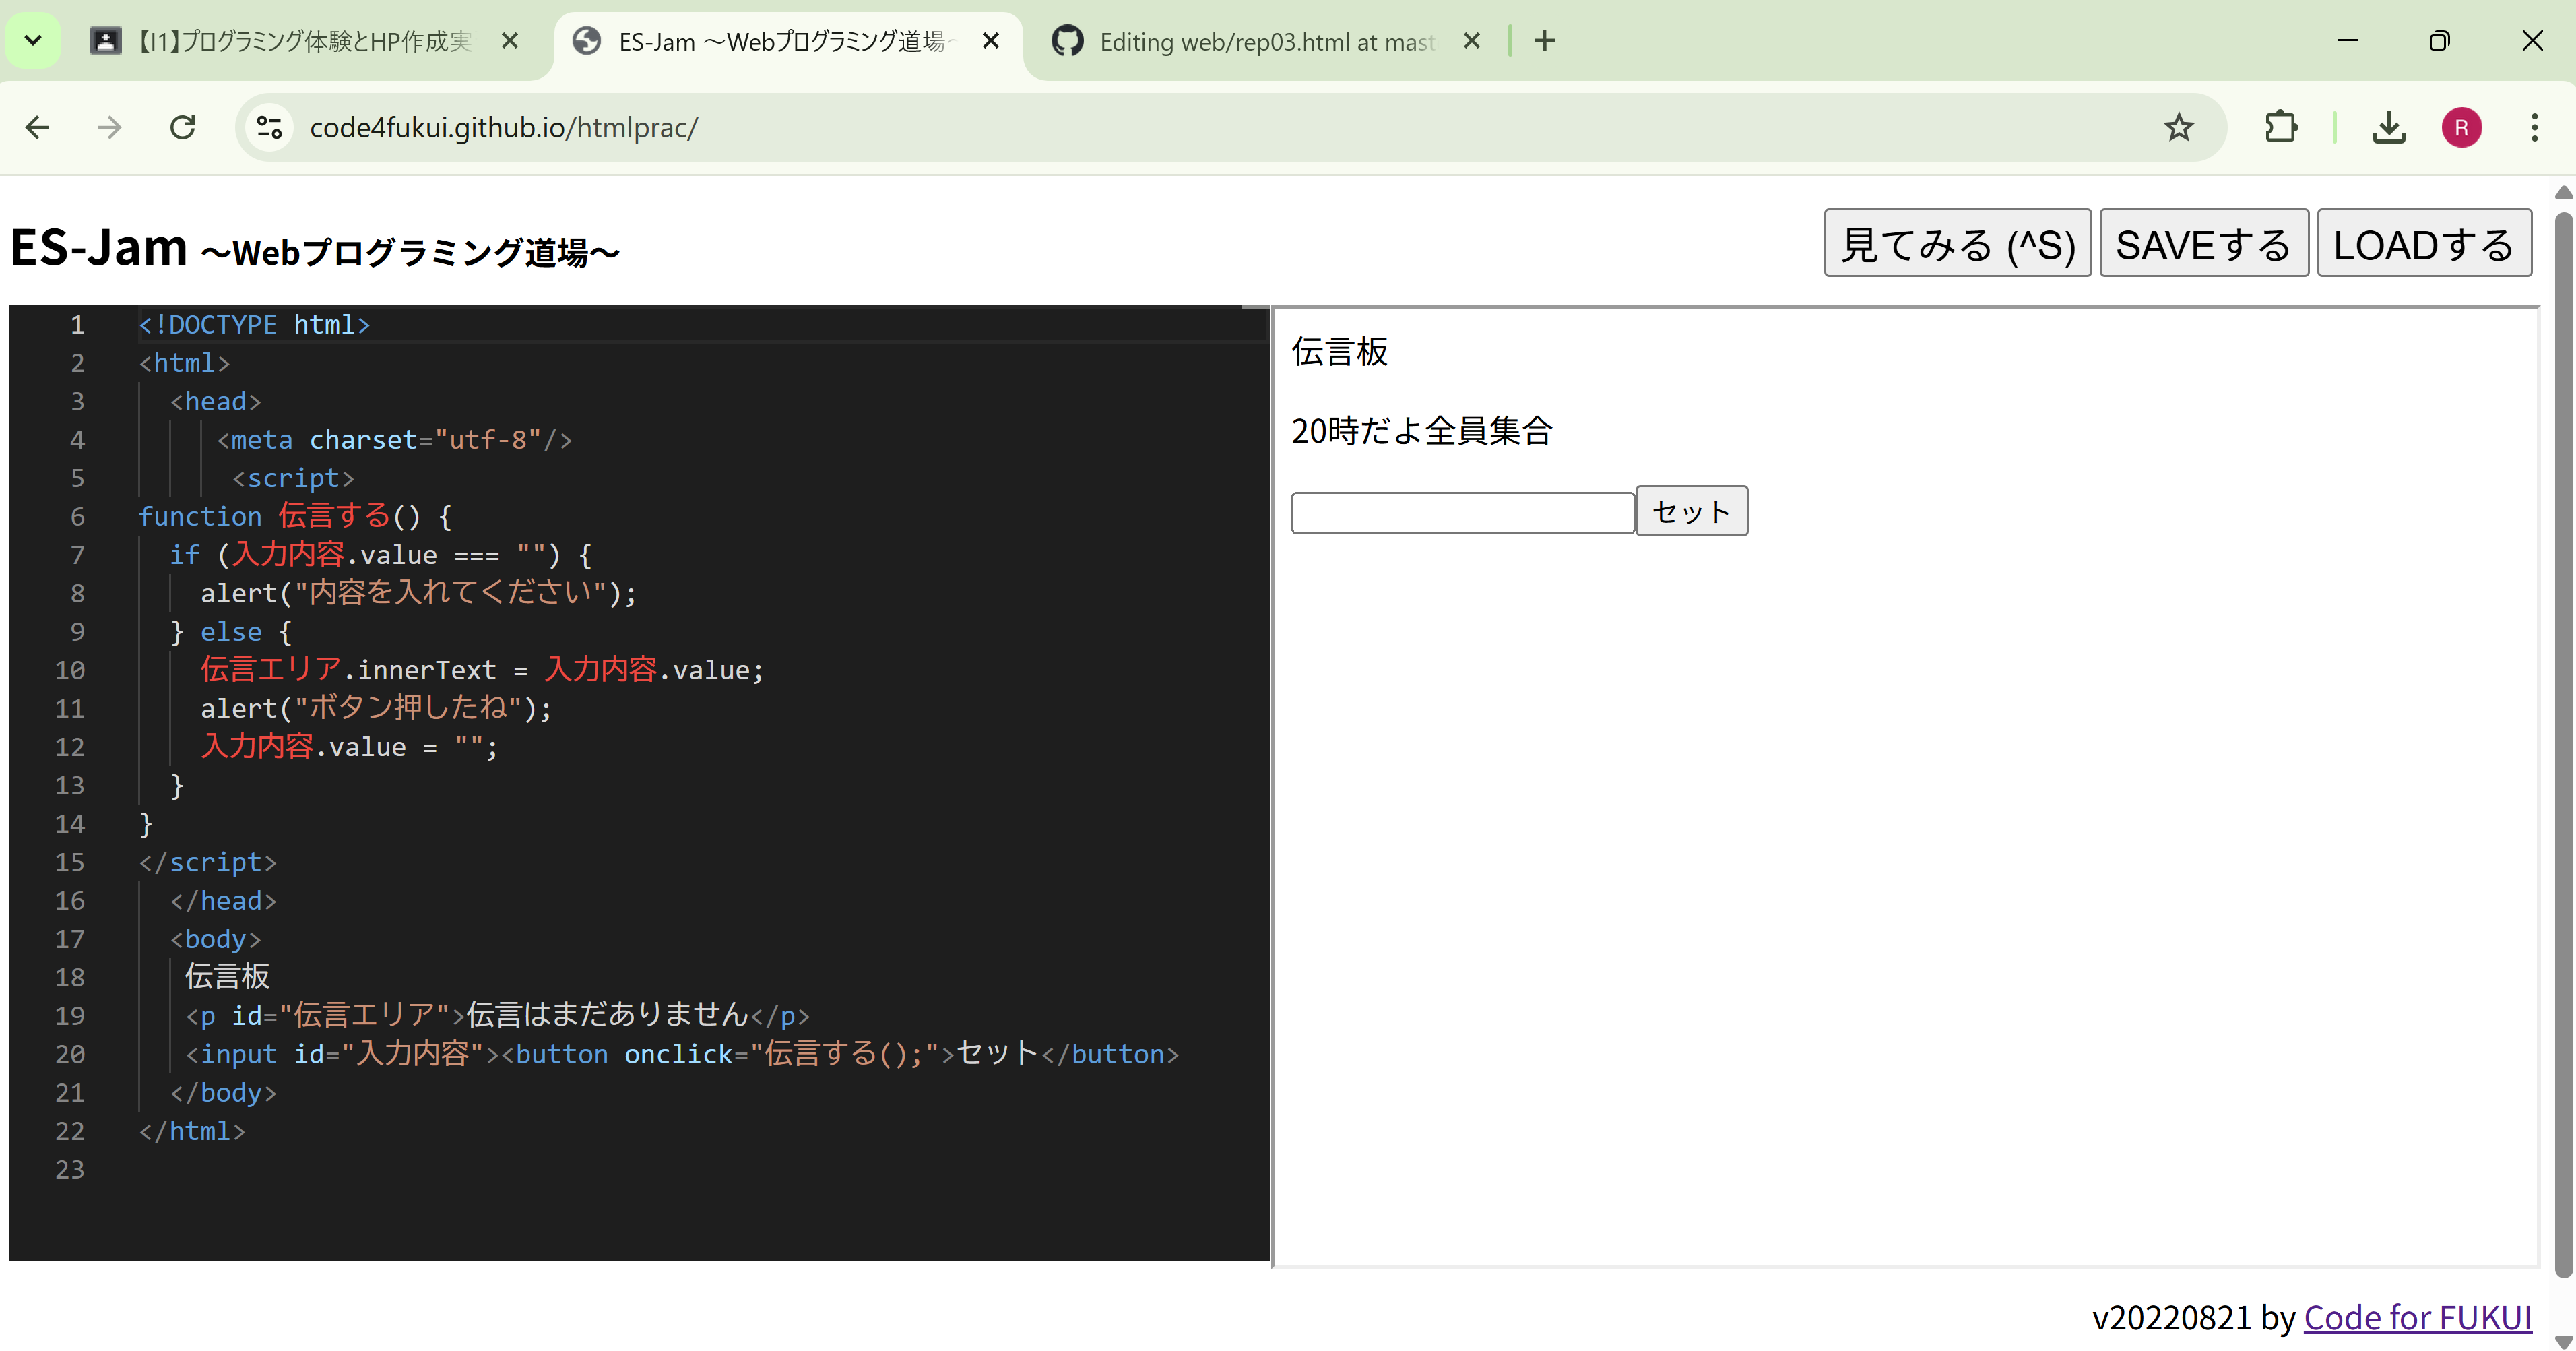 【I1】プログラミング体験とHP作成実
ES-Jam ～Webプログラミング道場～
Editing web/rep03.html at mast
code4fukui.github.io/htmlprac/
R
ES-Jam ～Webプログラミング道場～
見てみる (^S)
SAVEする
LOADする
1 <!DOCTYPE html>
2 <html>
3 <head>
4 <meta charset="utf-8"/>
5 <script>
6 function 伝言する() {
7 if (入力内容.value === "") {
8 alert("内容を入れてください");
9 } else {
10 伝言エリア.innerText = 入力内容.value;
11 alert("ボタン押したね");
12 入力内容.value = "";
13 }
14 }
15 </script>
16 </head>
17 <body>
18 伝言板
19 <p id="伝言エリア">伝言はまだありません</p>
20 <input id="入力内容"><button onclick="伝言する();">セット</button>
21 </body>
22 </html>
23
伝言板
20時だよ全員集合
セット
v20220821 by Code for FUKUI